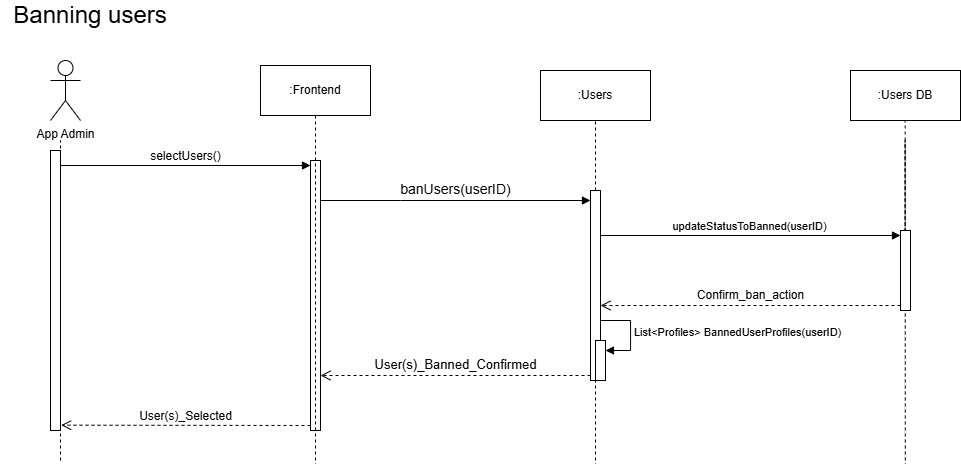 Banning users
:Frontend
:Users
:Users DB
App Admin
selectUsers()
banUsers(userID)
updateStatusToBanned(userID)
Confirm_ban_action
List<Profiles> BannedUserProfiles(userID)
User(s)_Banned_Confirmed
User(s)_Selected